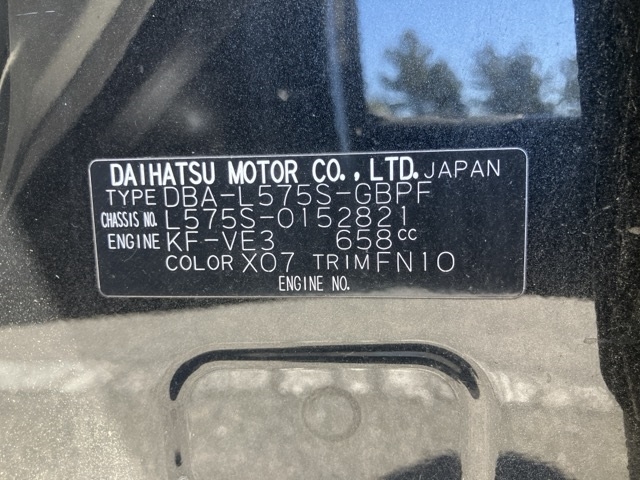 DAIHATSU MOTOR CO.,LTD. JAPAN
TYPE DBA-L575S-GBPF
CHASSIS NO. L575S-0152821
ENGINE KF-VE3 658cc
COLOR X07 TRIM FN10
ENGINE NO.